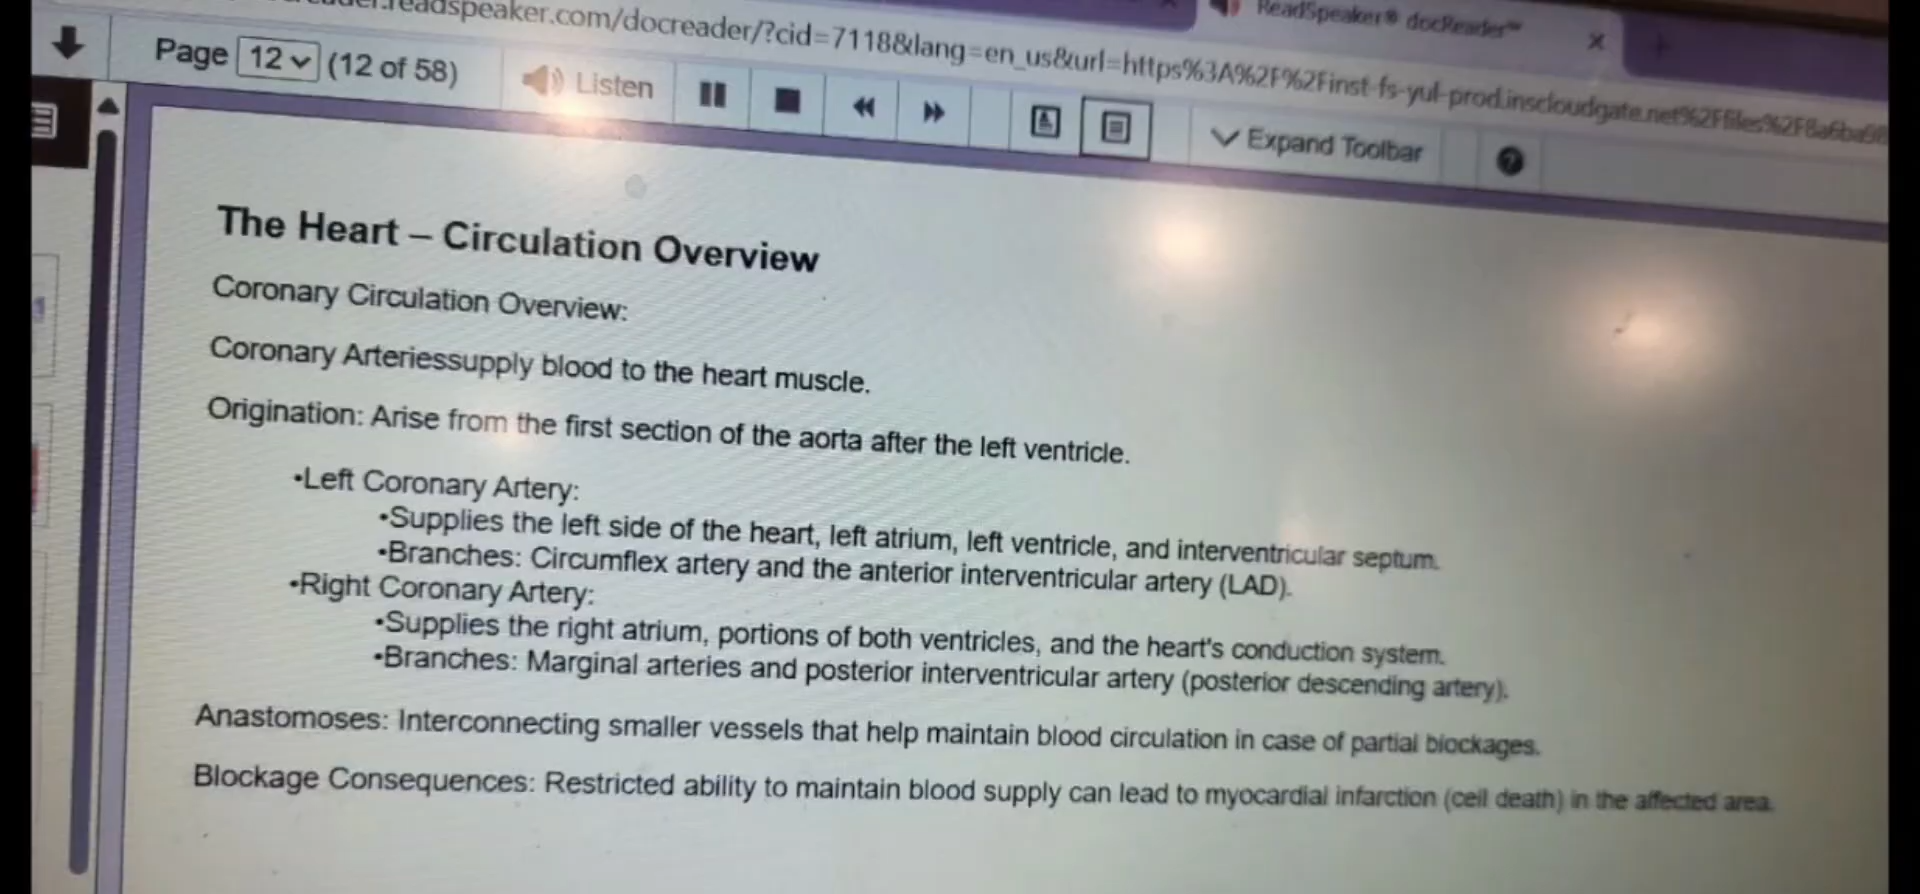 readspeaker.com/docreader/?cid=7118&lang=en_us&url=https%3A%2F%2Finst-fs-yul-prod.inscloudgate.net%2Ffiles%2F
ReadSpeaker® docReader™
Page 12 (12 of 58) Listen Expand Toolbar
The Heart – Circulation Overview
Coronary Circulation Overview:
Coronary Arteriessupply blood to the heart muscle.
Origination: Arise from the first section of the aorta after the left ventricle.
•Left Coronary Artery:
•Supplies the left side of the heart, left atrium, left ventricle, and interventricular septum.
•Branches: Circumflex artery and the anterior interventricular artery (LAD).
•Right Coronary Artery:
•Supplies the right atrium, portions of both ventricles, and the heart's conduction system.
•Branches: Marginal arteries and posterior interventricular artery (posterior descending artery).
Anastomoses: Interconnecting smaller vessels that help maintain blood circulation in case of partial blockages.
Blockage Consequences: Restricted ability to maintain blood supply can lead to myocardial infarction (cell death) in the affected area.